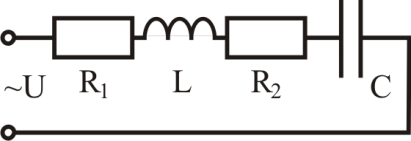 ~U R₁ L R₂ C